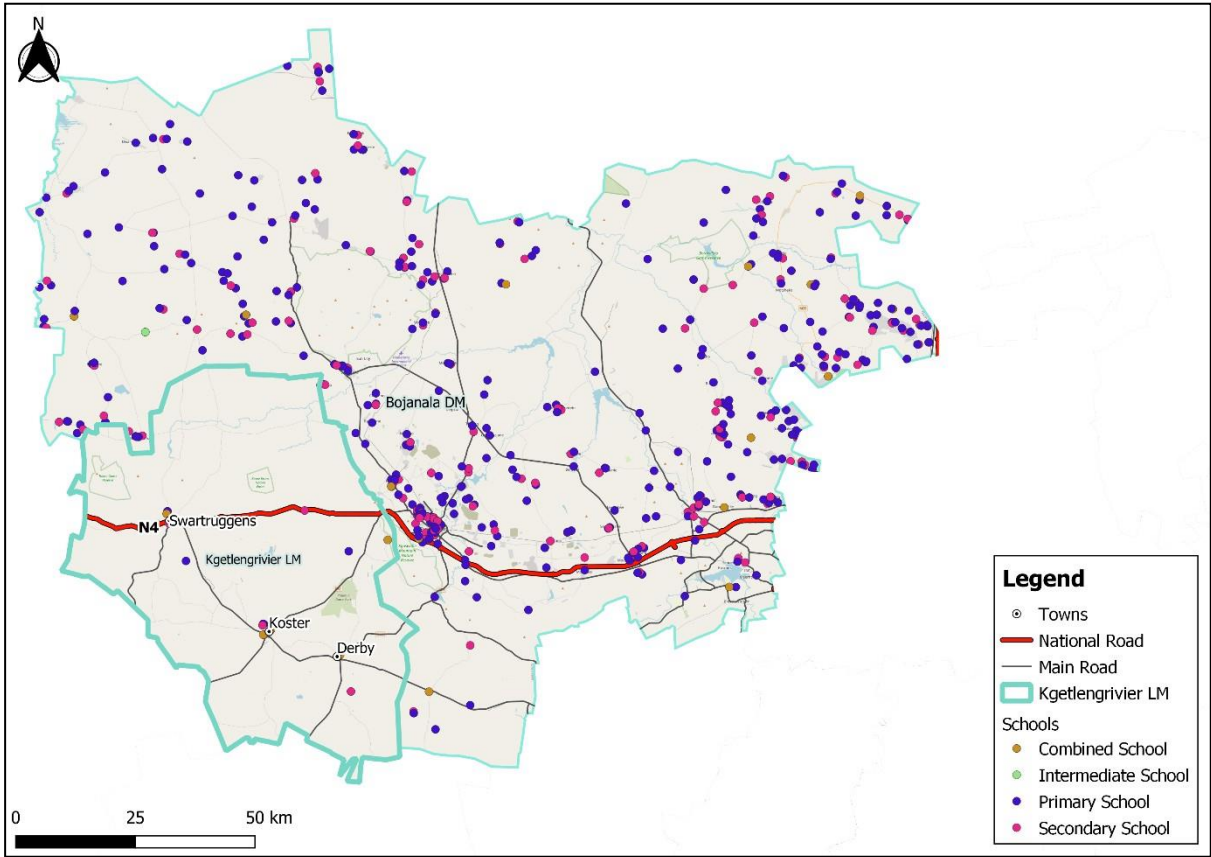 N
Bojanala DM
N4
Swartruggens
Kgetlengrivier LM
Koster
Derby
0 25 50 km
Legend
Towns
National Road
Main Road
Kgetlengrivier LM
Schools
Combined School
Intermediate School
Primary School
Secondary School